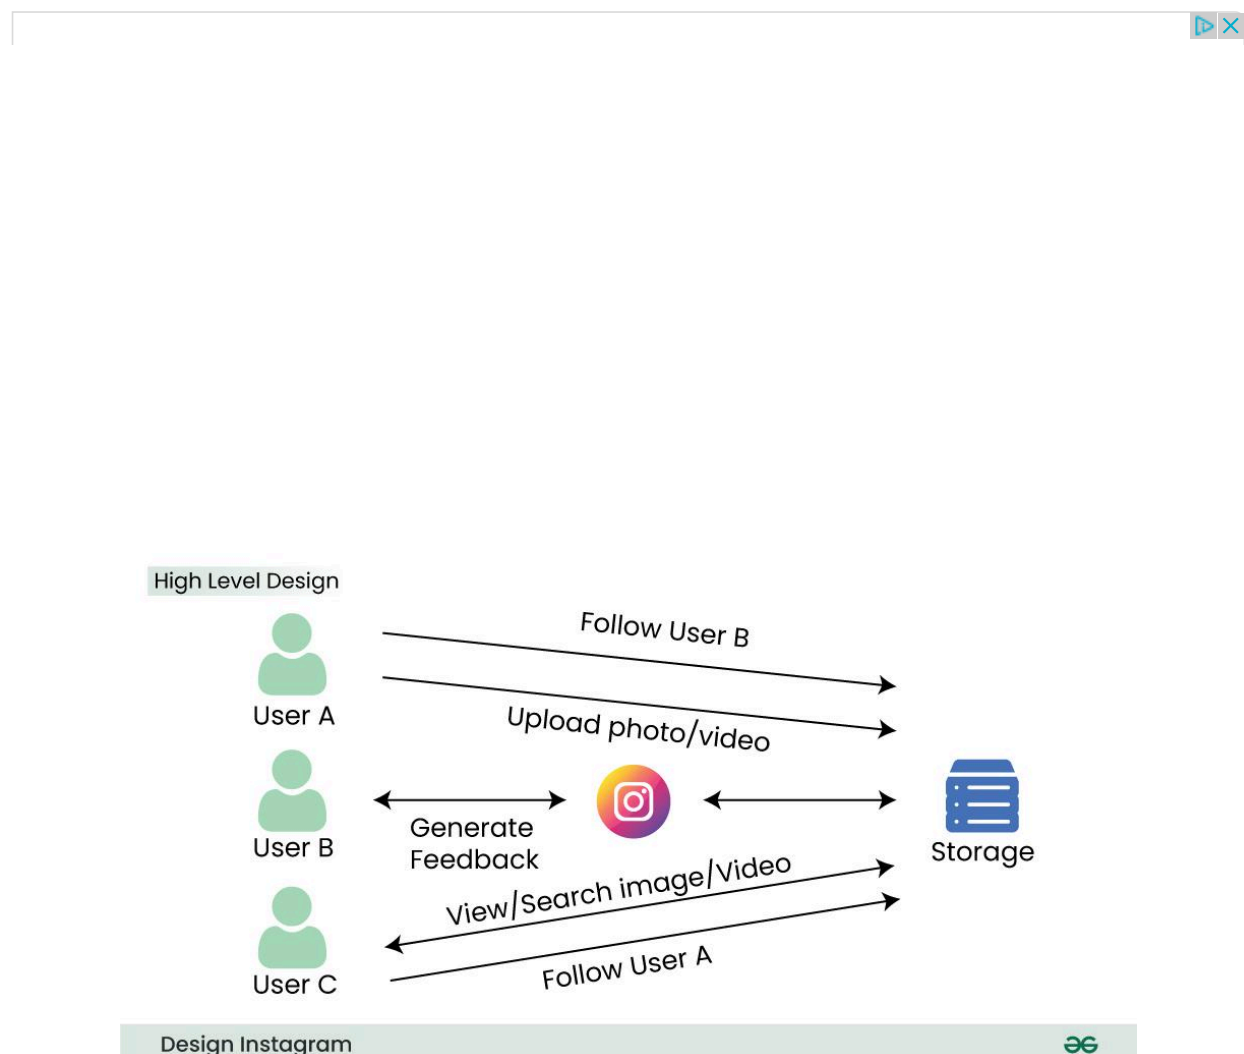 High Level Design
Follow User B
User A
Upload photo/video
User B
Generate
Feedback
Storage
View/Search image/Video
Follow User A
User C
Design Instagram